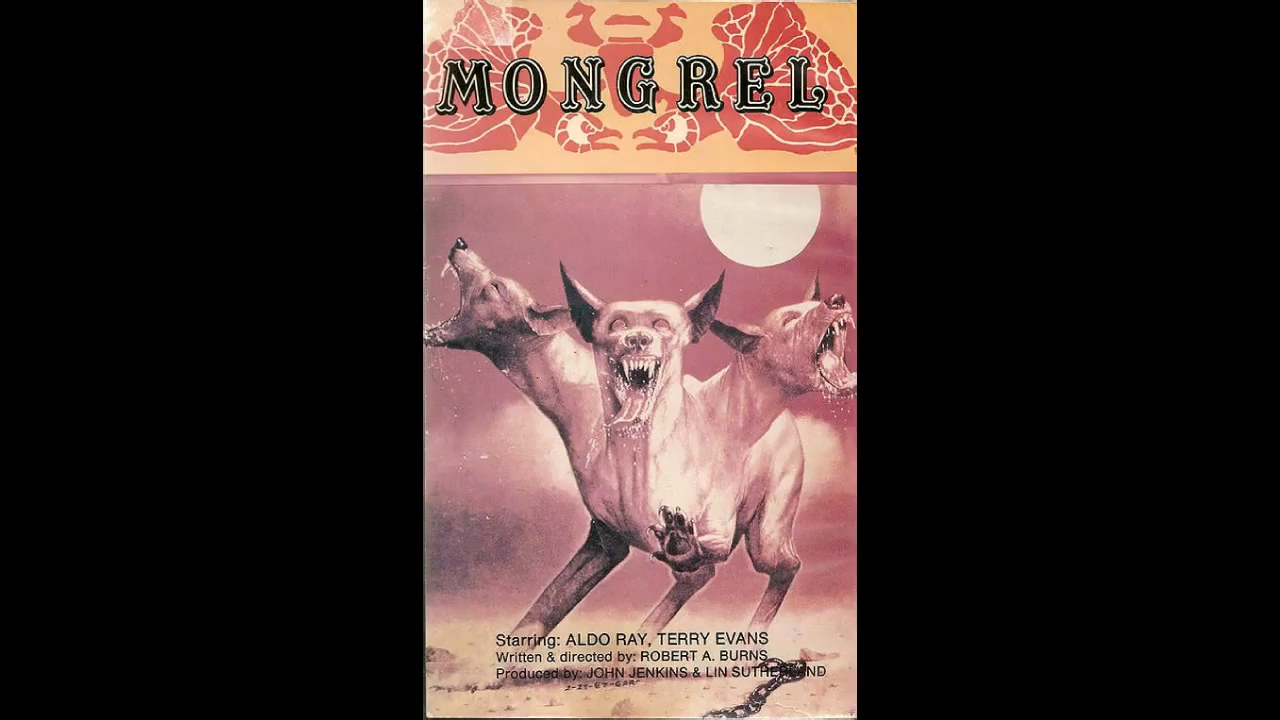 MONGREL
Starring: ALDO RAY, TERRY EVANS
Written & directed by: ROBERT A. BURNS
Produced by: JOHN JENKINS & LIN SUTHERLAND